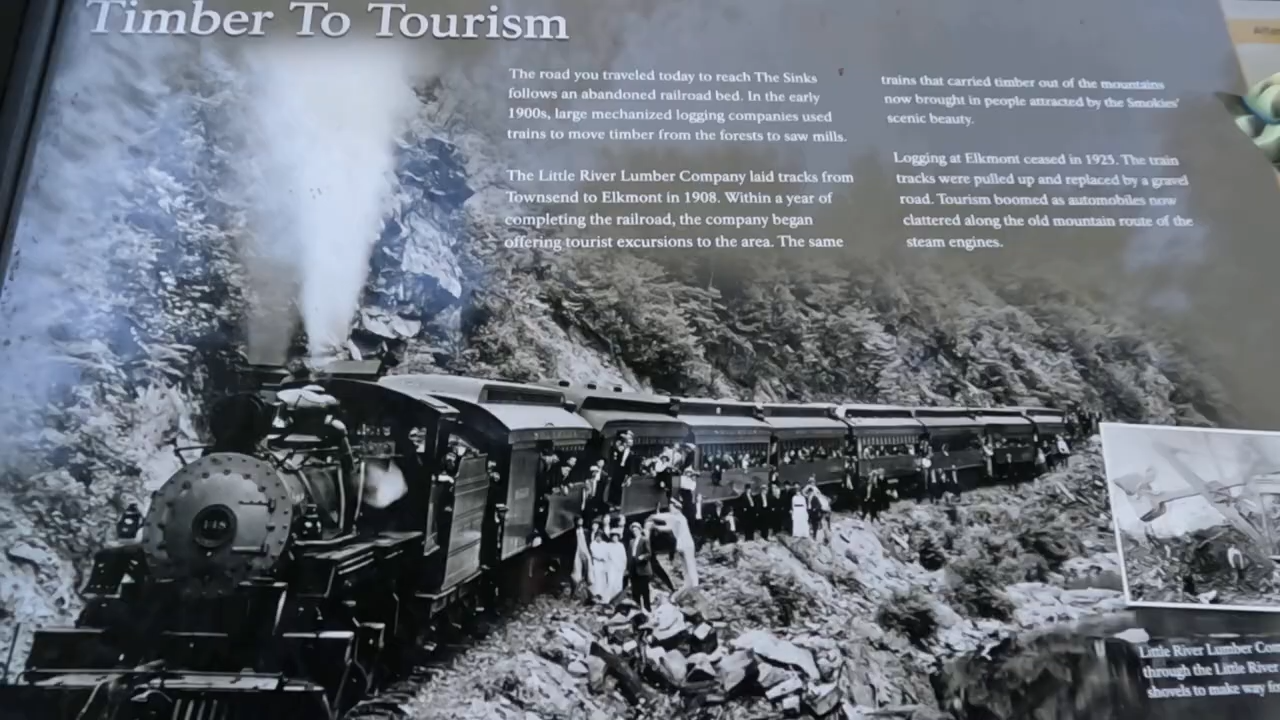 Timber To Tourism
The road you traveled today to reach The Sinks
follows an abandoned railroad bed. In the early
1900s, large mechanized logging companies used
trains to move timber from the forests to saw mills.
The Little River Lumber Company laid tracks from
Townsend to Elkmont in 1908. Within a year of
completing the railroad, the company began
offering tourist excursions to the area. The same
trains that carried timber out of the mountains
now brought in people attracted by the Smokies'
scenic beauty.
Logging at Elkmont ceased in 1925. The train
tracks were pulled up and replaced by a gravel
road. Tourism boomed as automobiles now
clattered along the old mountain route of the
steam engines.
148
Little River Lumber Com
through the Little River
shovels to make way fo